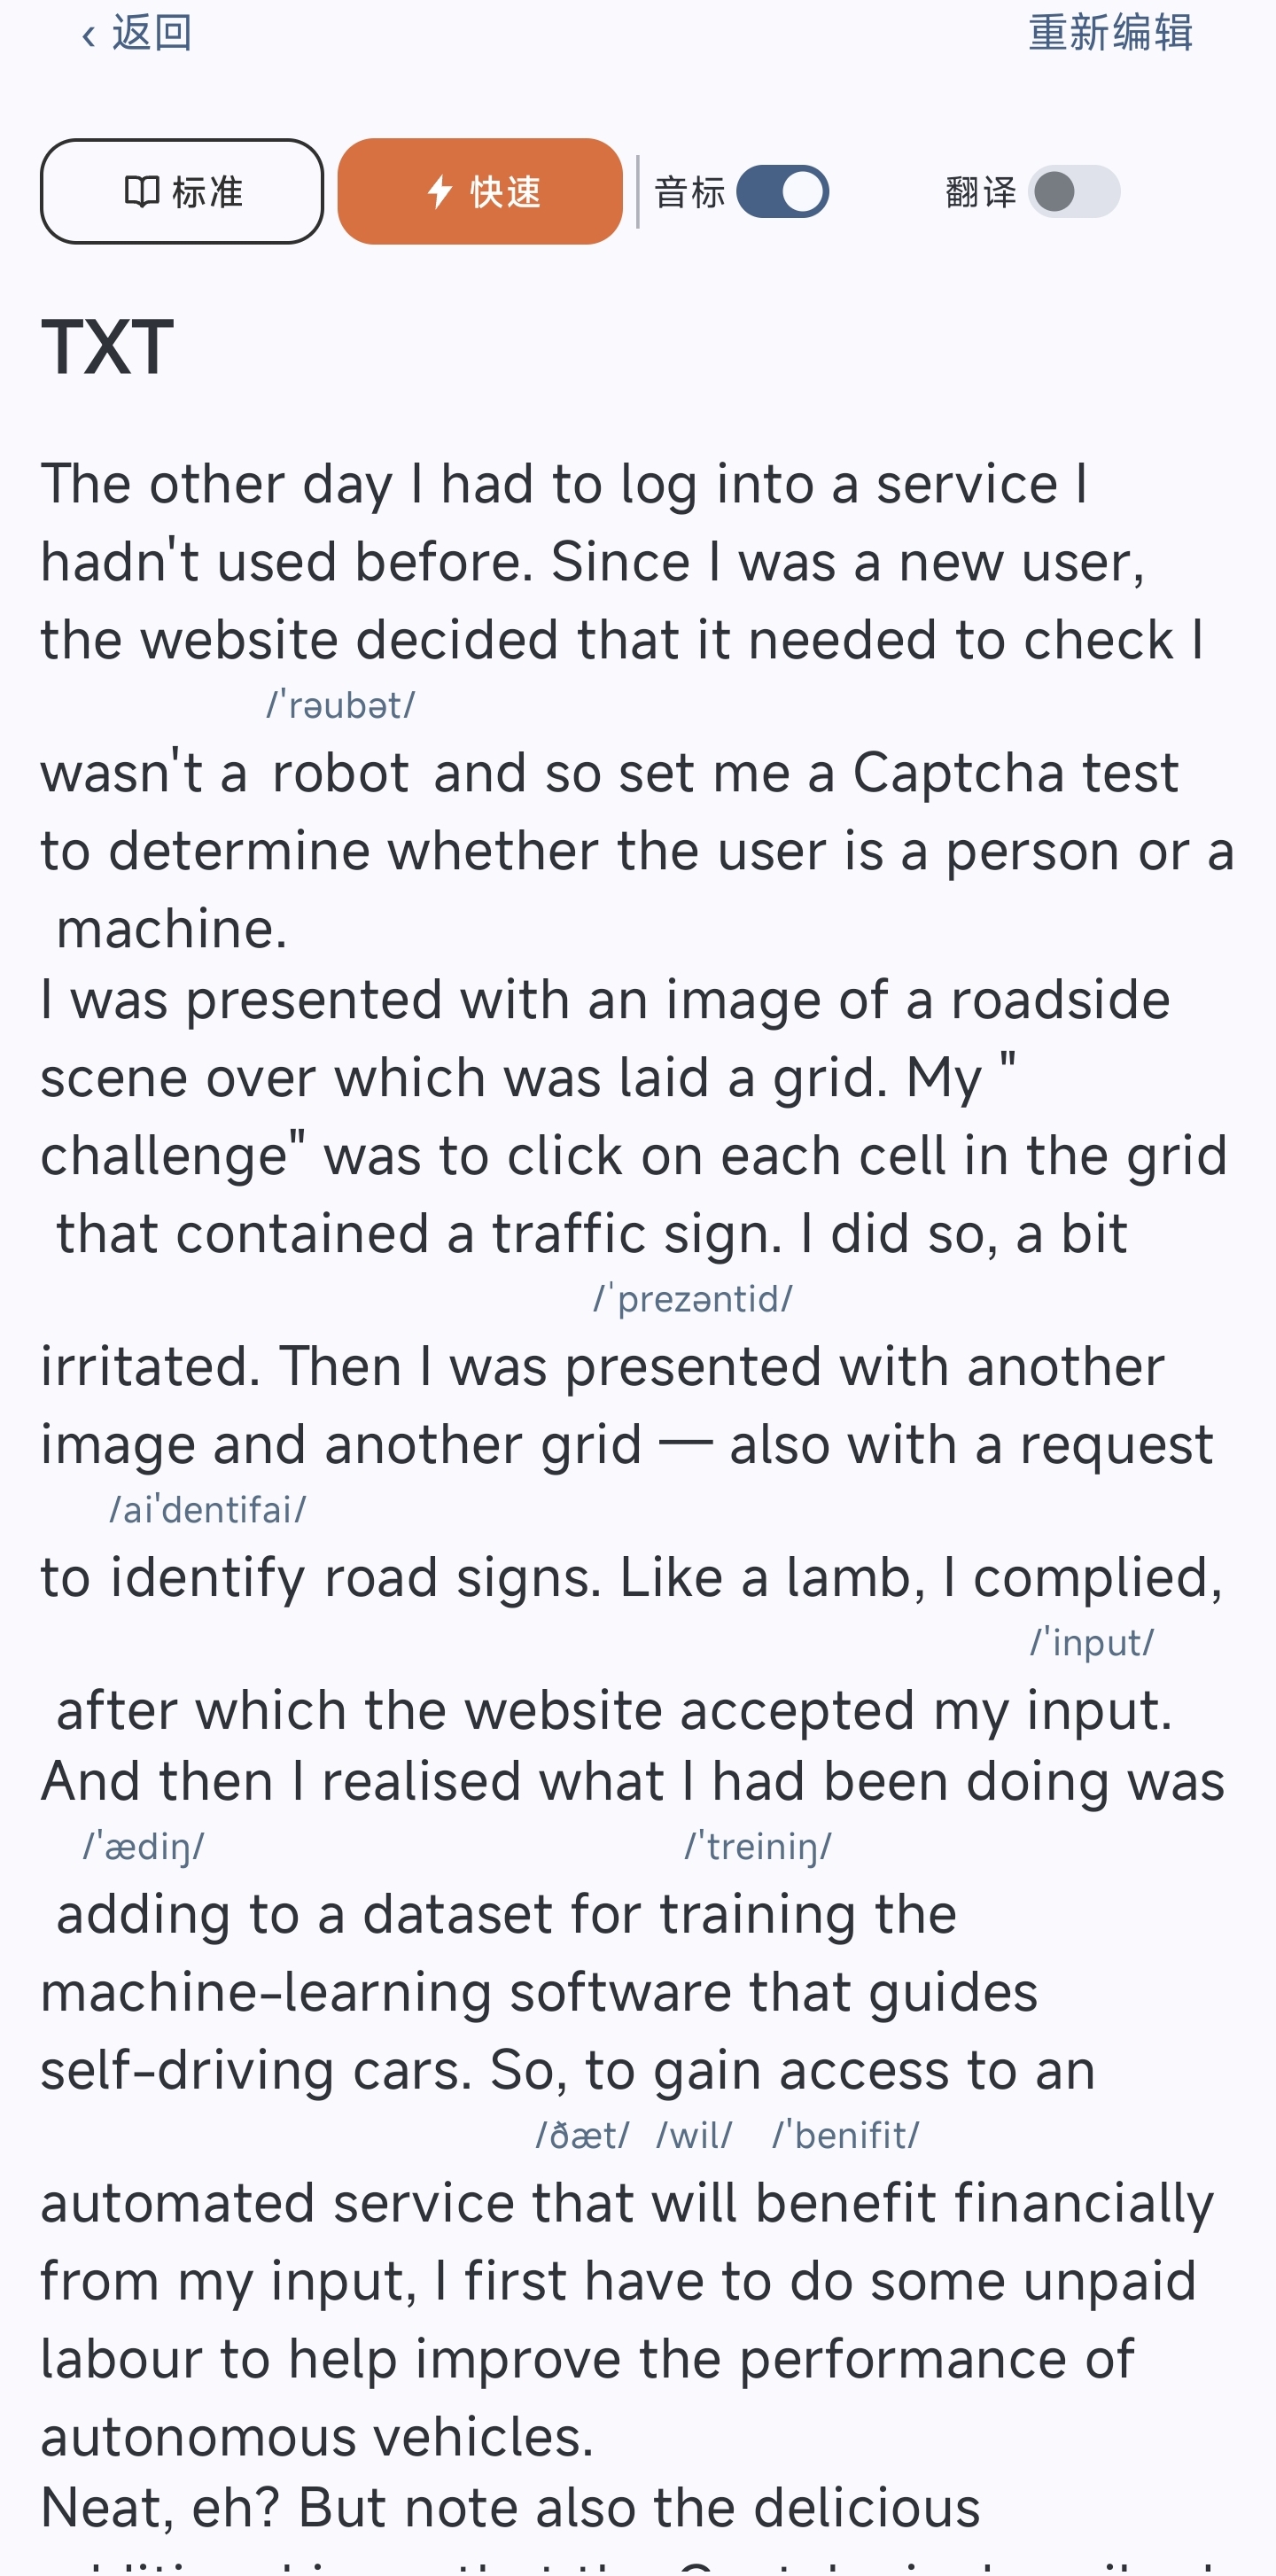 ‹ 返回 重新编辑
标准 快速 音标 翻译
TXT
The other day I had to log into a service I
hadn't used before. Since I was a new user,
the website decided that it needed to check I
/ˈrəubət/
wasn't a robot and so set me a Captcha test
to determine whether the user is a person or a
machine.
I was presented with an image of a roadside
scene over which was laid a grid. My "
challenge" was to click on each cell in the grid
that contained a traffic sign. I did so, a bit
/ˈprezəntid/
irritated. Then I was presented with another
image and another grid — also with a request
/aiˈdentifai/
to identify road signs. Like a lamb, I complied,
/ˈinput/
after which the website accepted my input.
And then I realised what I had been doing was
/ˈædiŋ/ /ˈtreiniŋ/
adding to a dataset for training the
machine-learning software that guides
self-driving cars. So, to gain access to an
/ðæt/ /wil/ /ˈbenifit/
automated service that will benefit financially
from my input, I first have to do some unpaid
labour to help improve the performance of
autonomous vehicles.
Neat, eh? But note also the delicious